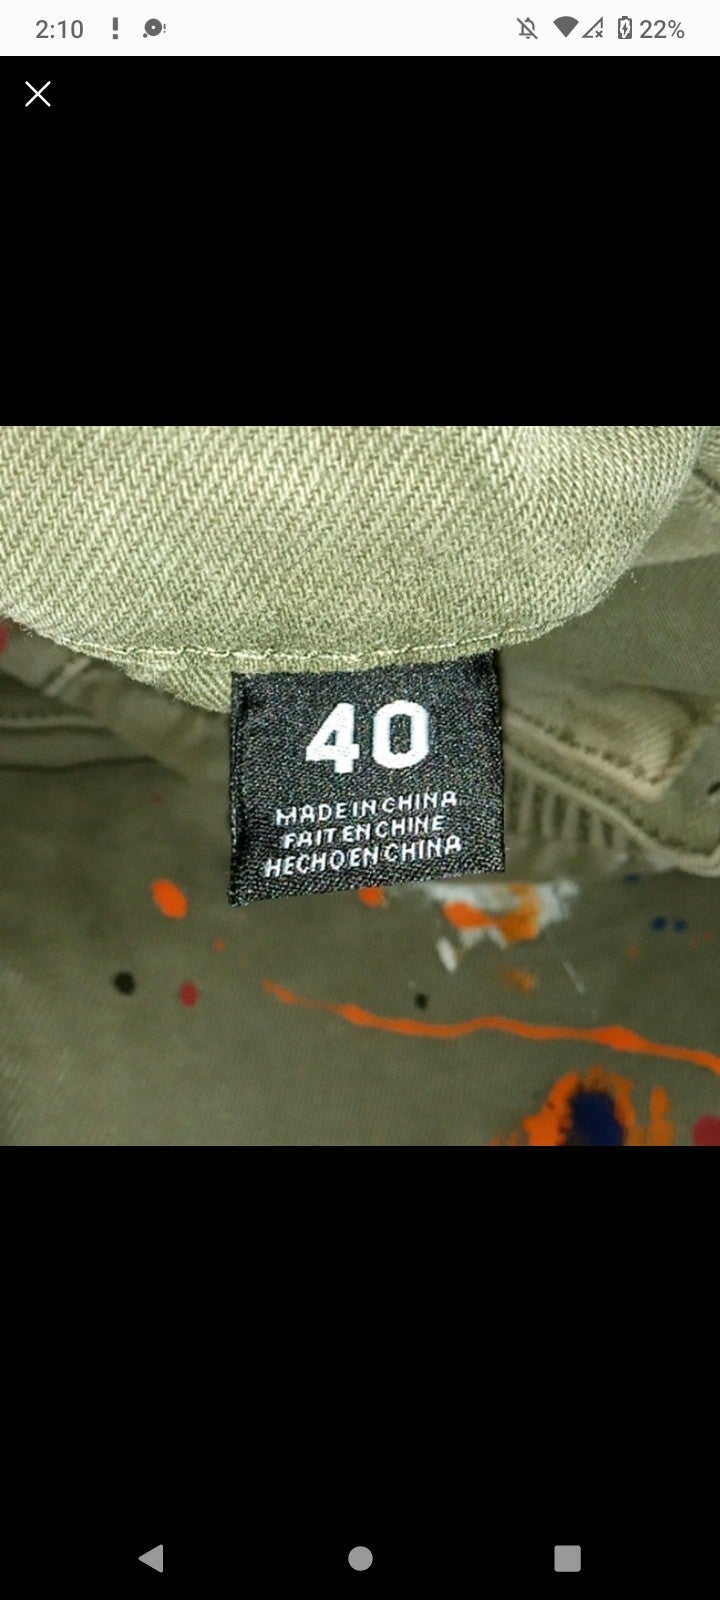 2:10 22%
40
MADE IN CHINA
FAIT EN CHINE
HECHO EN CHINA